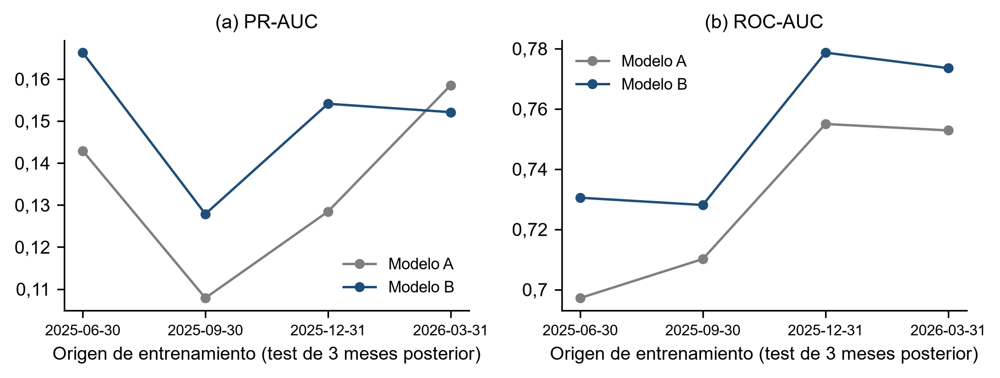 (a) PR-AUC
0,16
0,15
0,14
0,13
0,12
0,11
Modelo A
Modelo B
2025-06-30 2025-09-30 2025-12-31 2026-03-31
Origen de entrenamiento (test de 3 meses posterior)
(b) ROC-AUC
0,78
0,76
0,74
0,72
0,7
Modelo A
Modelo B
2025-06-30 2025-09-30 2025-12-31 2026-03-31
Origen de entrenamiento (test de 3 meses posterior)